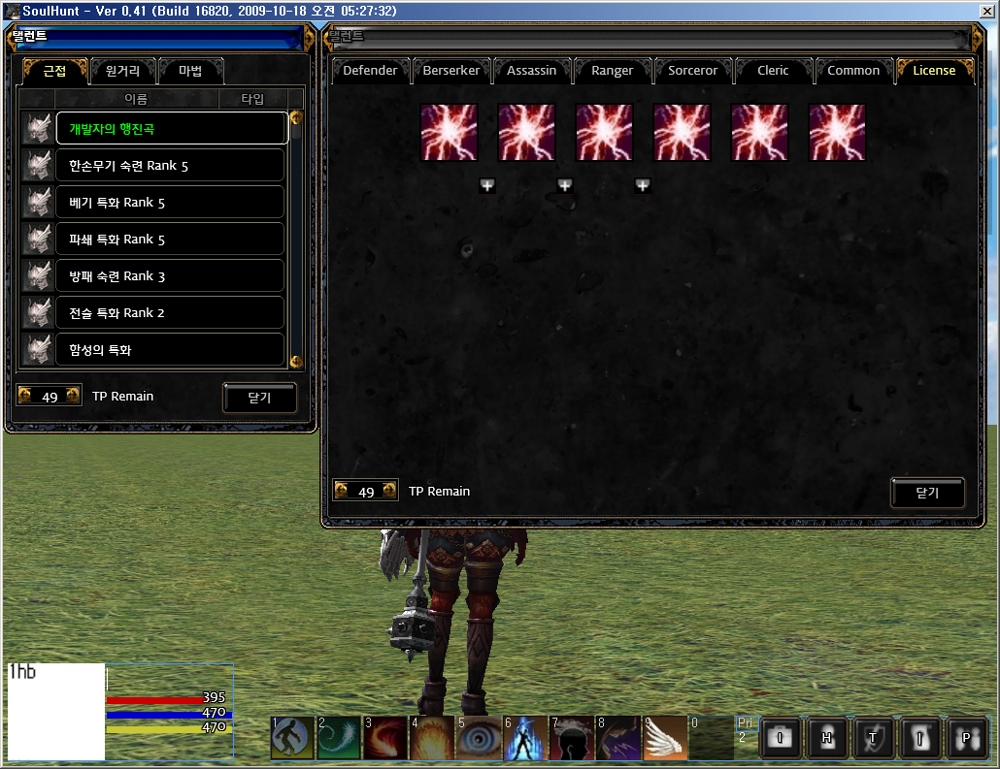 SoulHunt - Ver 0.41 (Build 16820, 2009-10-18 오전 05:27:32)
탤런트
탤런트
근접 원거리 마법
이름 타입
개발자의 행진곡
한손무기 숙련 Rank 5
베기 특화 Rank 5
파쇄 특화 Rank 5
방패 숙련 Rank 3
전술 특화 Rank 2
함성의 특화
49 TP Remain 닫기
Defender Berserker Assassin Ranger Sorceror Cleric Common License
49 TP Remain 닫기
1hb
395
470
470
1 2 3 4 5 6 7 8 9 0
Pri
2
I H T I P